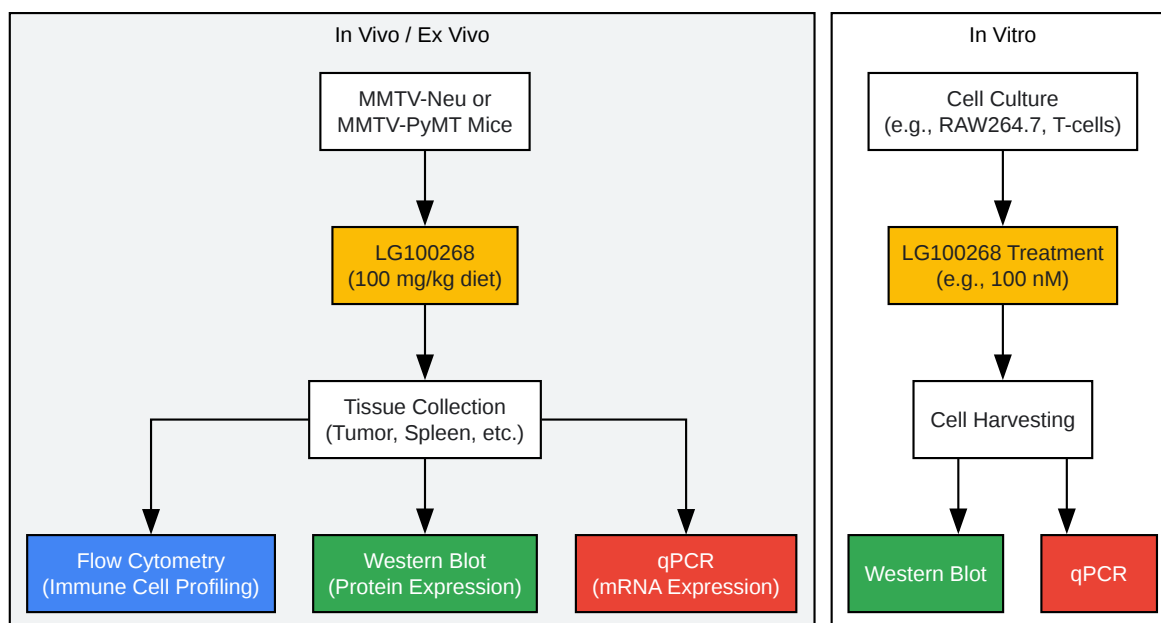 In Vivo / Ex Vivo
MMTV-Neu or
MMTV-PyMT Mice
LG100268
(100 mg/kg diet)
Tissue Collection
(Tumor, Spleen, etc.)
Flow Cytometry
(Immune Cell Profiling)
Western Blot
(Protein Expression)
qPCR
(mRNA Expression)
In Vitro
Cell Culture
(e.g., RAW264.7, T-cells)
LG100268 Treatment
(e.g., 100 nM)
Cell Harvesting
Western Blot
qPCR